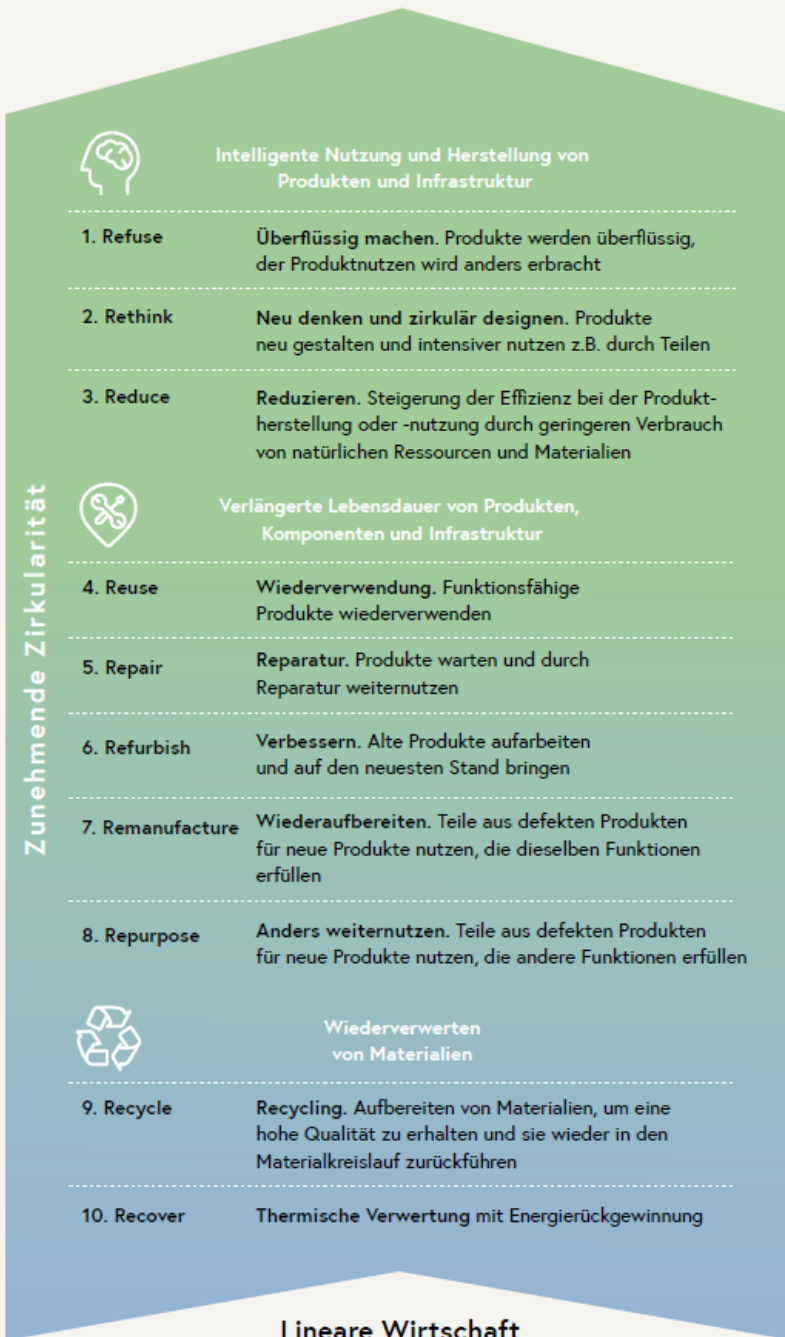 Intelligente Nutzung und Herstellung von
Produkten und Infrastruktur
1. Refuse
Überflüssig machen. Produkte werden überflüssig,
der Produktnutzen wird anders erbracht
2. Rethink
Neu denken und zirkulär designen. Produkte
neu gestalten und intensiver nutzen z.B. durch Teilen
3. Reduce
Reduzieren. Steigerung der Effizienz bei der Produkt-
herstellung oder -nutzung durch geringeren Verbrauch
von natürlichen Ressourcen und Materialien
Zunehmende Zirkularität
Verlängerte Lebensdauer von Produkten,
Komponenten und Infrastruktur
4. Reuse
Wiederverwendung. Funktionsfähige
Produkte wiederverwenden
5. Repair
Reparatur. Produkte warten und durch
Reparatur weiternutzen
6. Refurbish
Verbessern. Alte Produkte aufarbeiten
und auf den neuesten Stand bringen
7. Remanufacture
Wiederaufbereiten. Teile aus defekten Produkten
für neue Produkte nutzen, die dieselben Funktionen
erfüllen
8. Repurpose
Anders weiternutzen. Teile aus defekten Produkten
für neue Produkte nutzen, die andere Funktionen erfüllen
Wiederverwerten
von Materialien
9. Recycle
Recycling. Aufbereiten von Materialien, um eine
hohe Qualität zu erhalten und sie wieder in den
Materialkreislauf zurückführen
10. Recover
Thermische Verwertung mit Energierückgewinnung
Lineare Wirtschaft